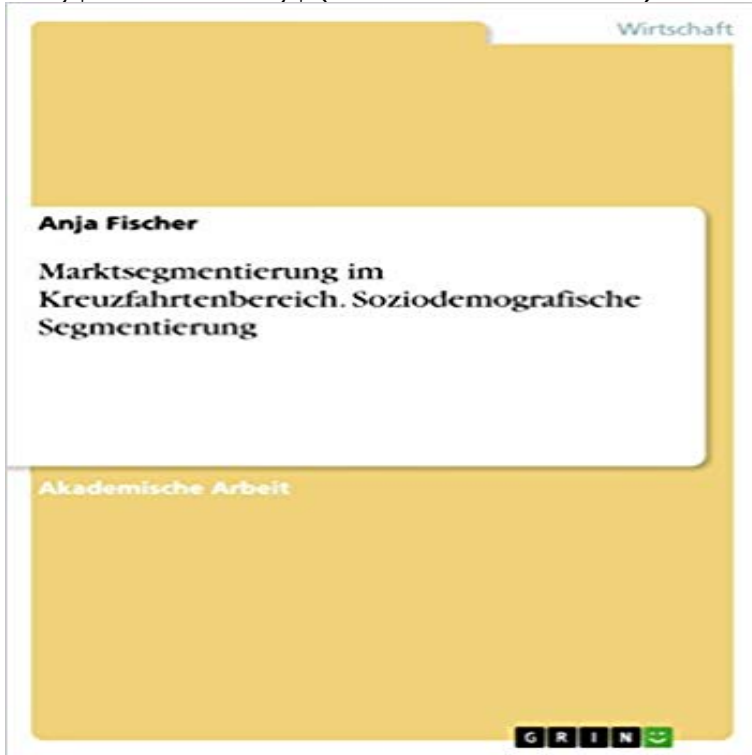 Wirtschaft
Anja Fischer
Marktsegmentierung im
Kreuzfahrtenbereich. Soziodemografische
Segmentierung
Akademische Arbeit
GRIN